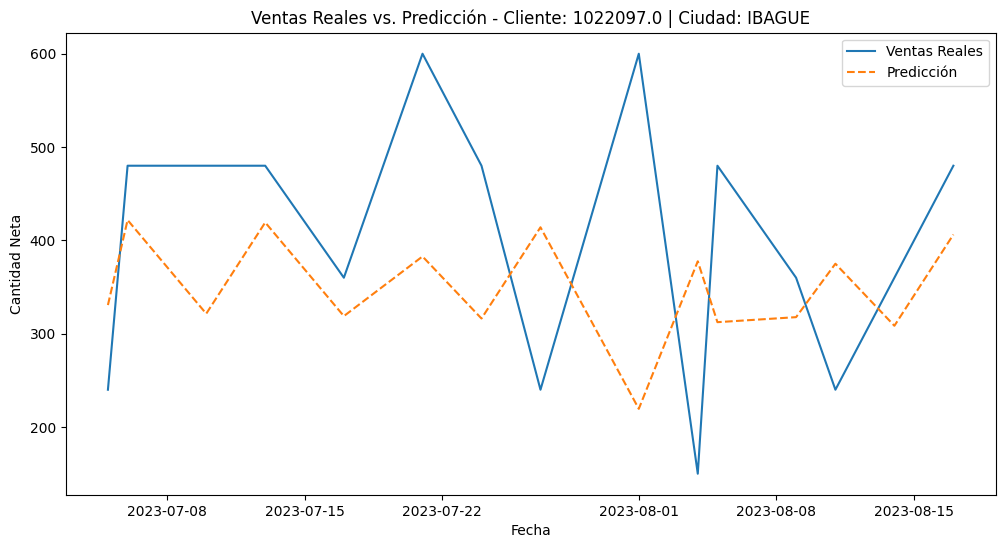 Ventas Reales vs. Predicción - Cliente: 1022097.0 | Ciudad: IBAGUE
Ventas Reales
Predicción
600
500
400
300
200
Cantidad Neta
2023-07-08
2023-07-15
2023-07-22
2023-08-01
2023-08-08
2023-08-15
Fecha